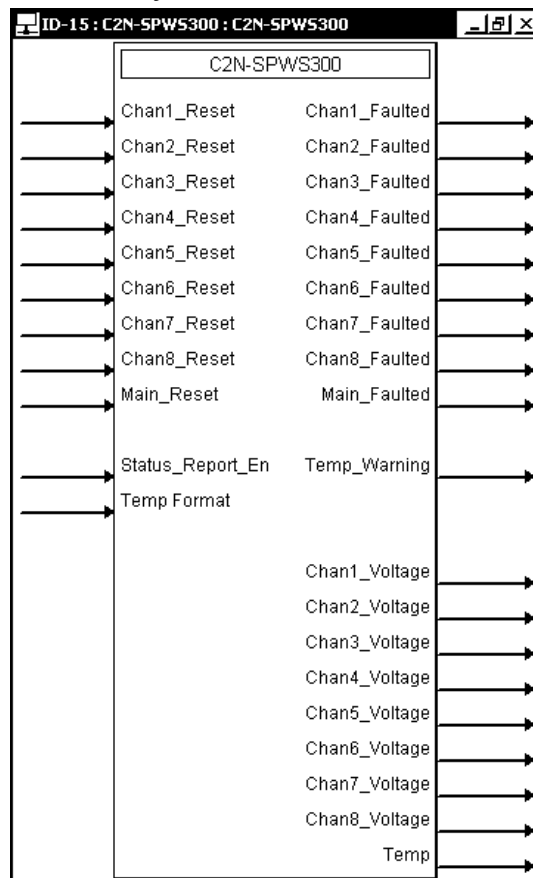 ID-15 : C2N-SPWS300 : C2N-SPWS300
C2N-SPWS300
Chan1_Reset Chan1_Faulted
Chan2_Reset Chan2_Faulted
Chan3_Reset Chan3_Faulted
Chan4_Reset Chan4_Faulted
Chan5_Reset Chan5_Faulted
Chan6_Reset Chan6_Faulted
Chan7_Reset Chan7_Faulted
Chan8_Reset Chan8_Faulted
Main_Reset Main_Faulted
Status_Report_En Temp_Warning
Temp Format
Chan1_Voltage
Chan2_Voltage
Chan3_Voltage
Chan4_Voltage
Chan5_Voltage
Chan6_Voltage
Chan7_Voltage
Chan8_Voltage
Temp